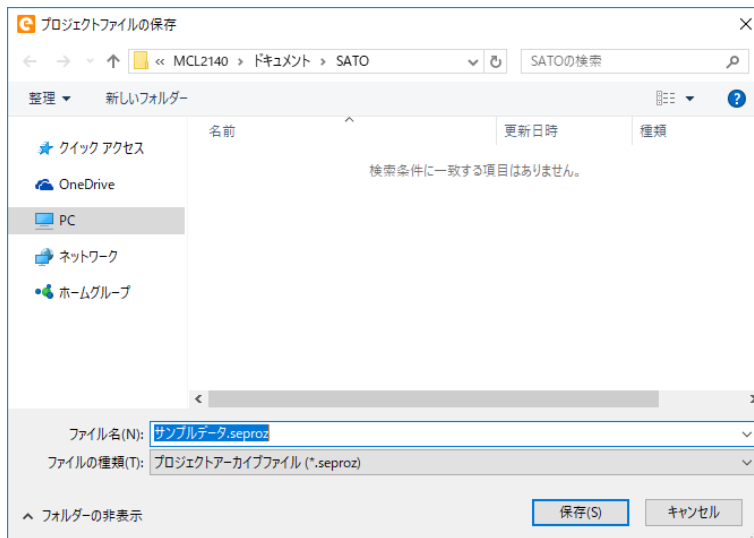 プロジェクトファイルの保存
« MCL2140 › ドキュメント › SATO
SATOの検索
整理 新しいフォルダー
名前 更新日時 種類
検索条件に一致する項目はありません。
クイック アクセス
OneDrive
PC
ネットワーク
ホームグループ
ファイル名(N): サンプルデータ.seproz
ファイルの種類(T): プロジェクトアーカイブファイル (*.seproz)
フォルダーの非表示
保存(S) キャンセル